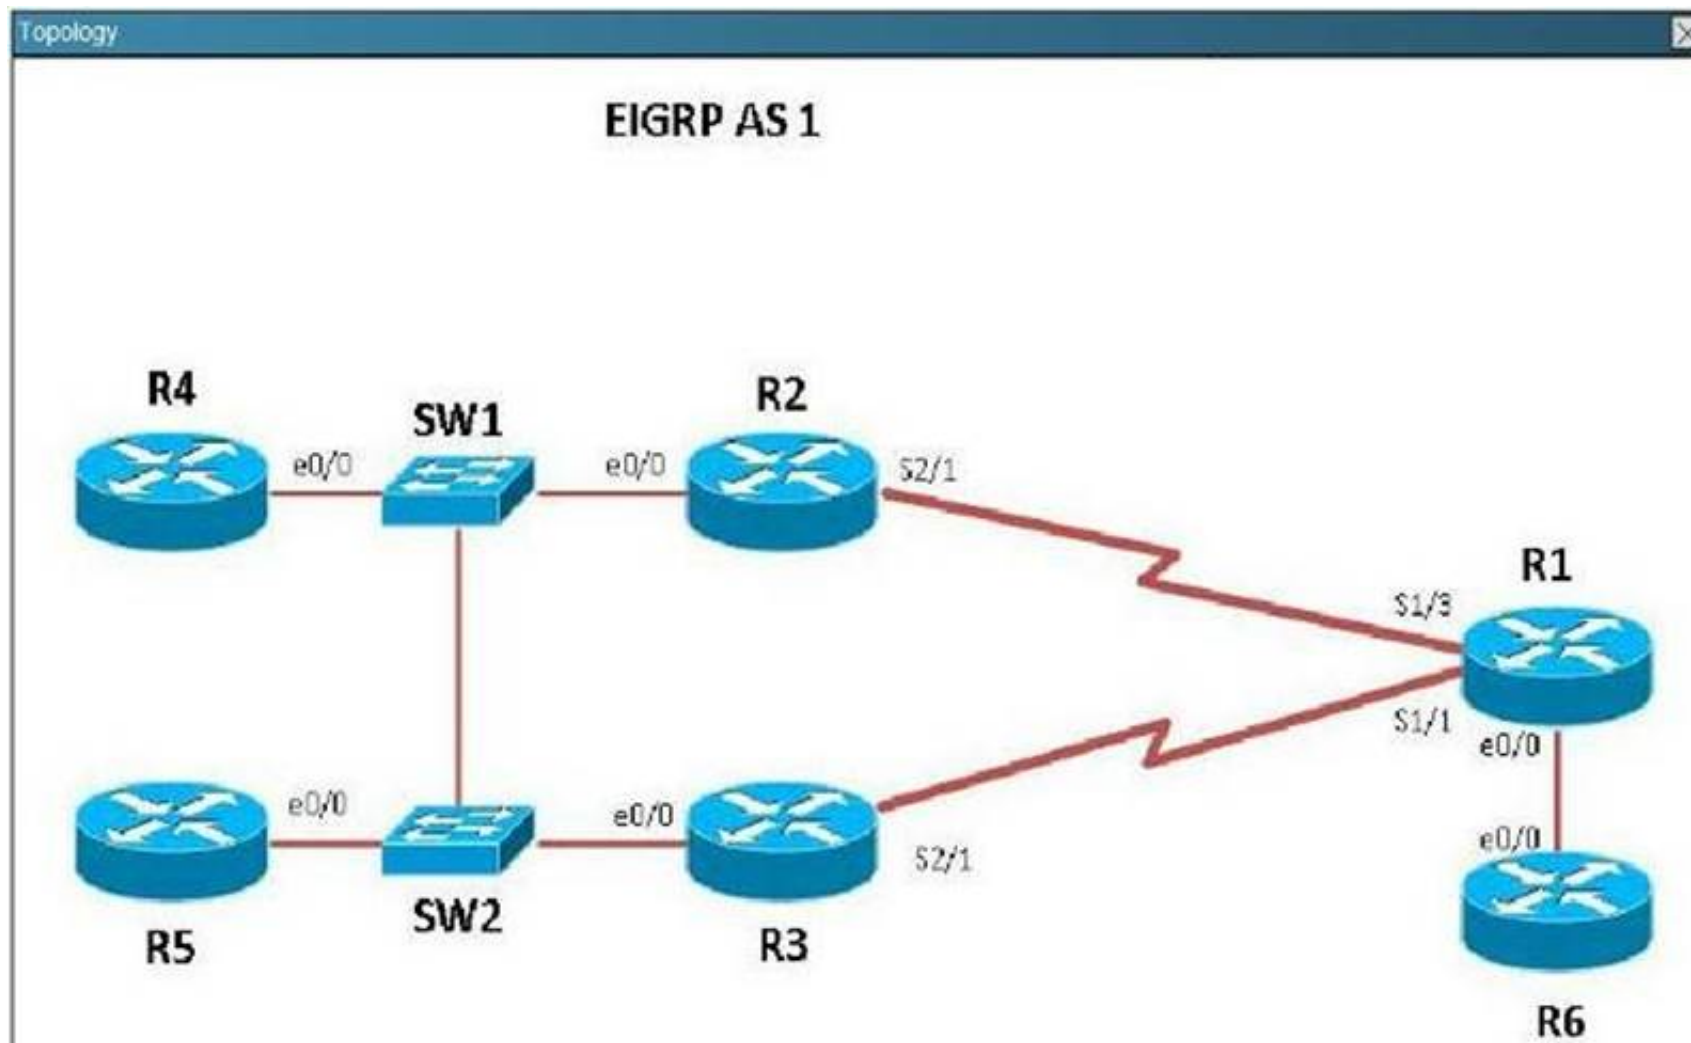 Topology
EIGRP AS 1
R4
SW1
R2
e0/0
e0/0
S2/1
R1
S1/3
S1/1
e0/0
e0/0
e0/0
e0/0
S2/1
R5
SW2
R3
R6